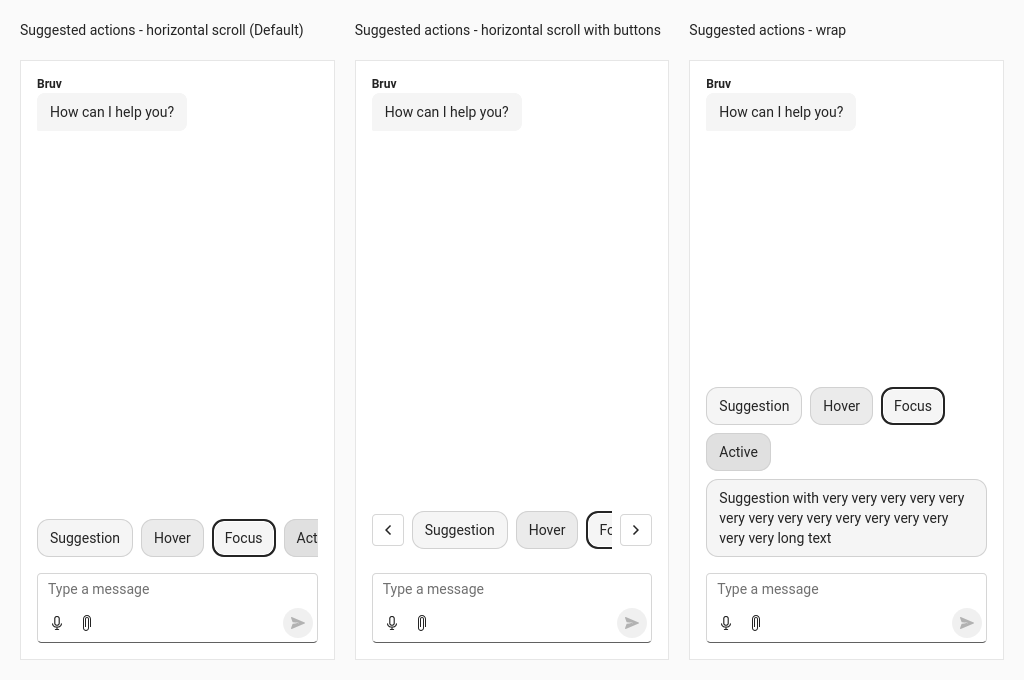 Suggested actions - horizontal scroll (Default)
Bruv
How can I help you?
Suggestion
Hover
Focus
Act
Type a message
Suggested actions - horizontal scroll with buttons
Bruv
How can I help you?
Suggestion
Hover
Fo
Type a message
Suggested actions - wrap
Bruv
How can I help you?
Suggestion
Hover
Focus
Active
Suggestion with very very very very very
very very very very very very very very
very very long text
Type a message